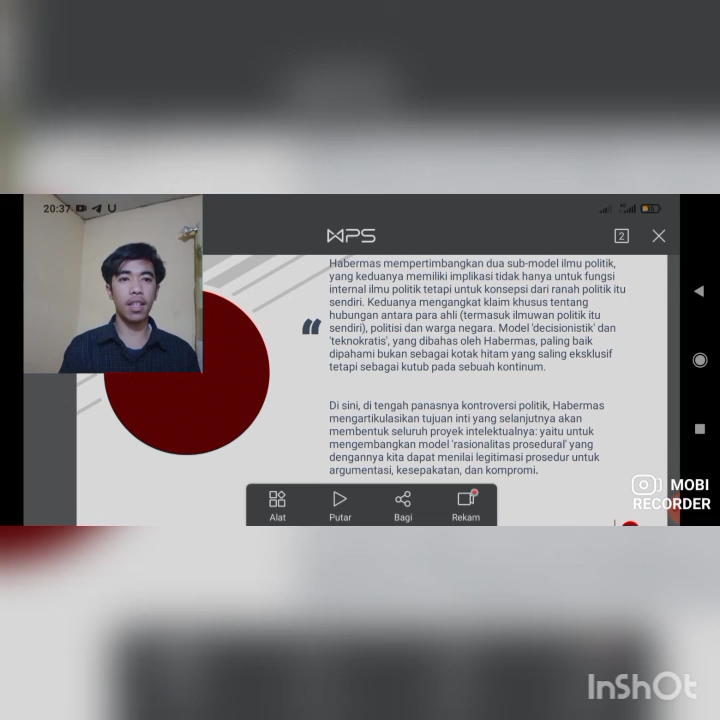 20:37
WPS
2
Habermas mempertimbangkan dua sub-model ilmu politik,
yang keduanya memiliki implikasi tidak hanya untuk fungsi
internal ilmu politik tetapi untuk konsepsi dari ranah politik itu
sendiri. Keduanya mengangkat klaim khusus tentang
hubungan antara para ahli (termasuk ilmuwan politik itu
sendiri), politisi dan warga negara. Model 'decisionistik' dan
'teknokratis', yang dibahas oleh Habermas, paling baik
dipahami bukan sebagai kotak hitam yang saling eksklusif
tetapi sebagai kutub pada sebuah kontinum.
Di sini, di tengah panasnya kontroversi politik, Habermas
mengartikulasikan tujuan inti yang selanjutnya akan
membentuk seluruh proyek intelektualnya: yaitu untuk
mengembangkan model 'rasionalitas prosedural' yang
dengannya kita dapat menilai legitimasi prosedur untuk
argumentasi, kesepakatan, dan kompromi.
Alat Putar Bagi Rekam
MOBI
RECORDER
InShOt